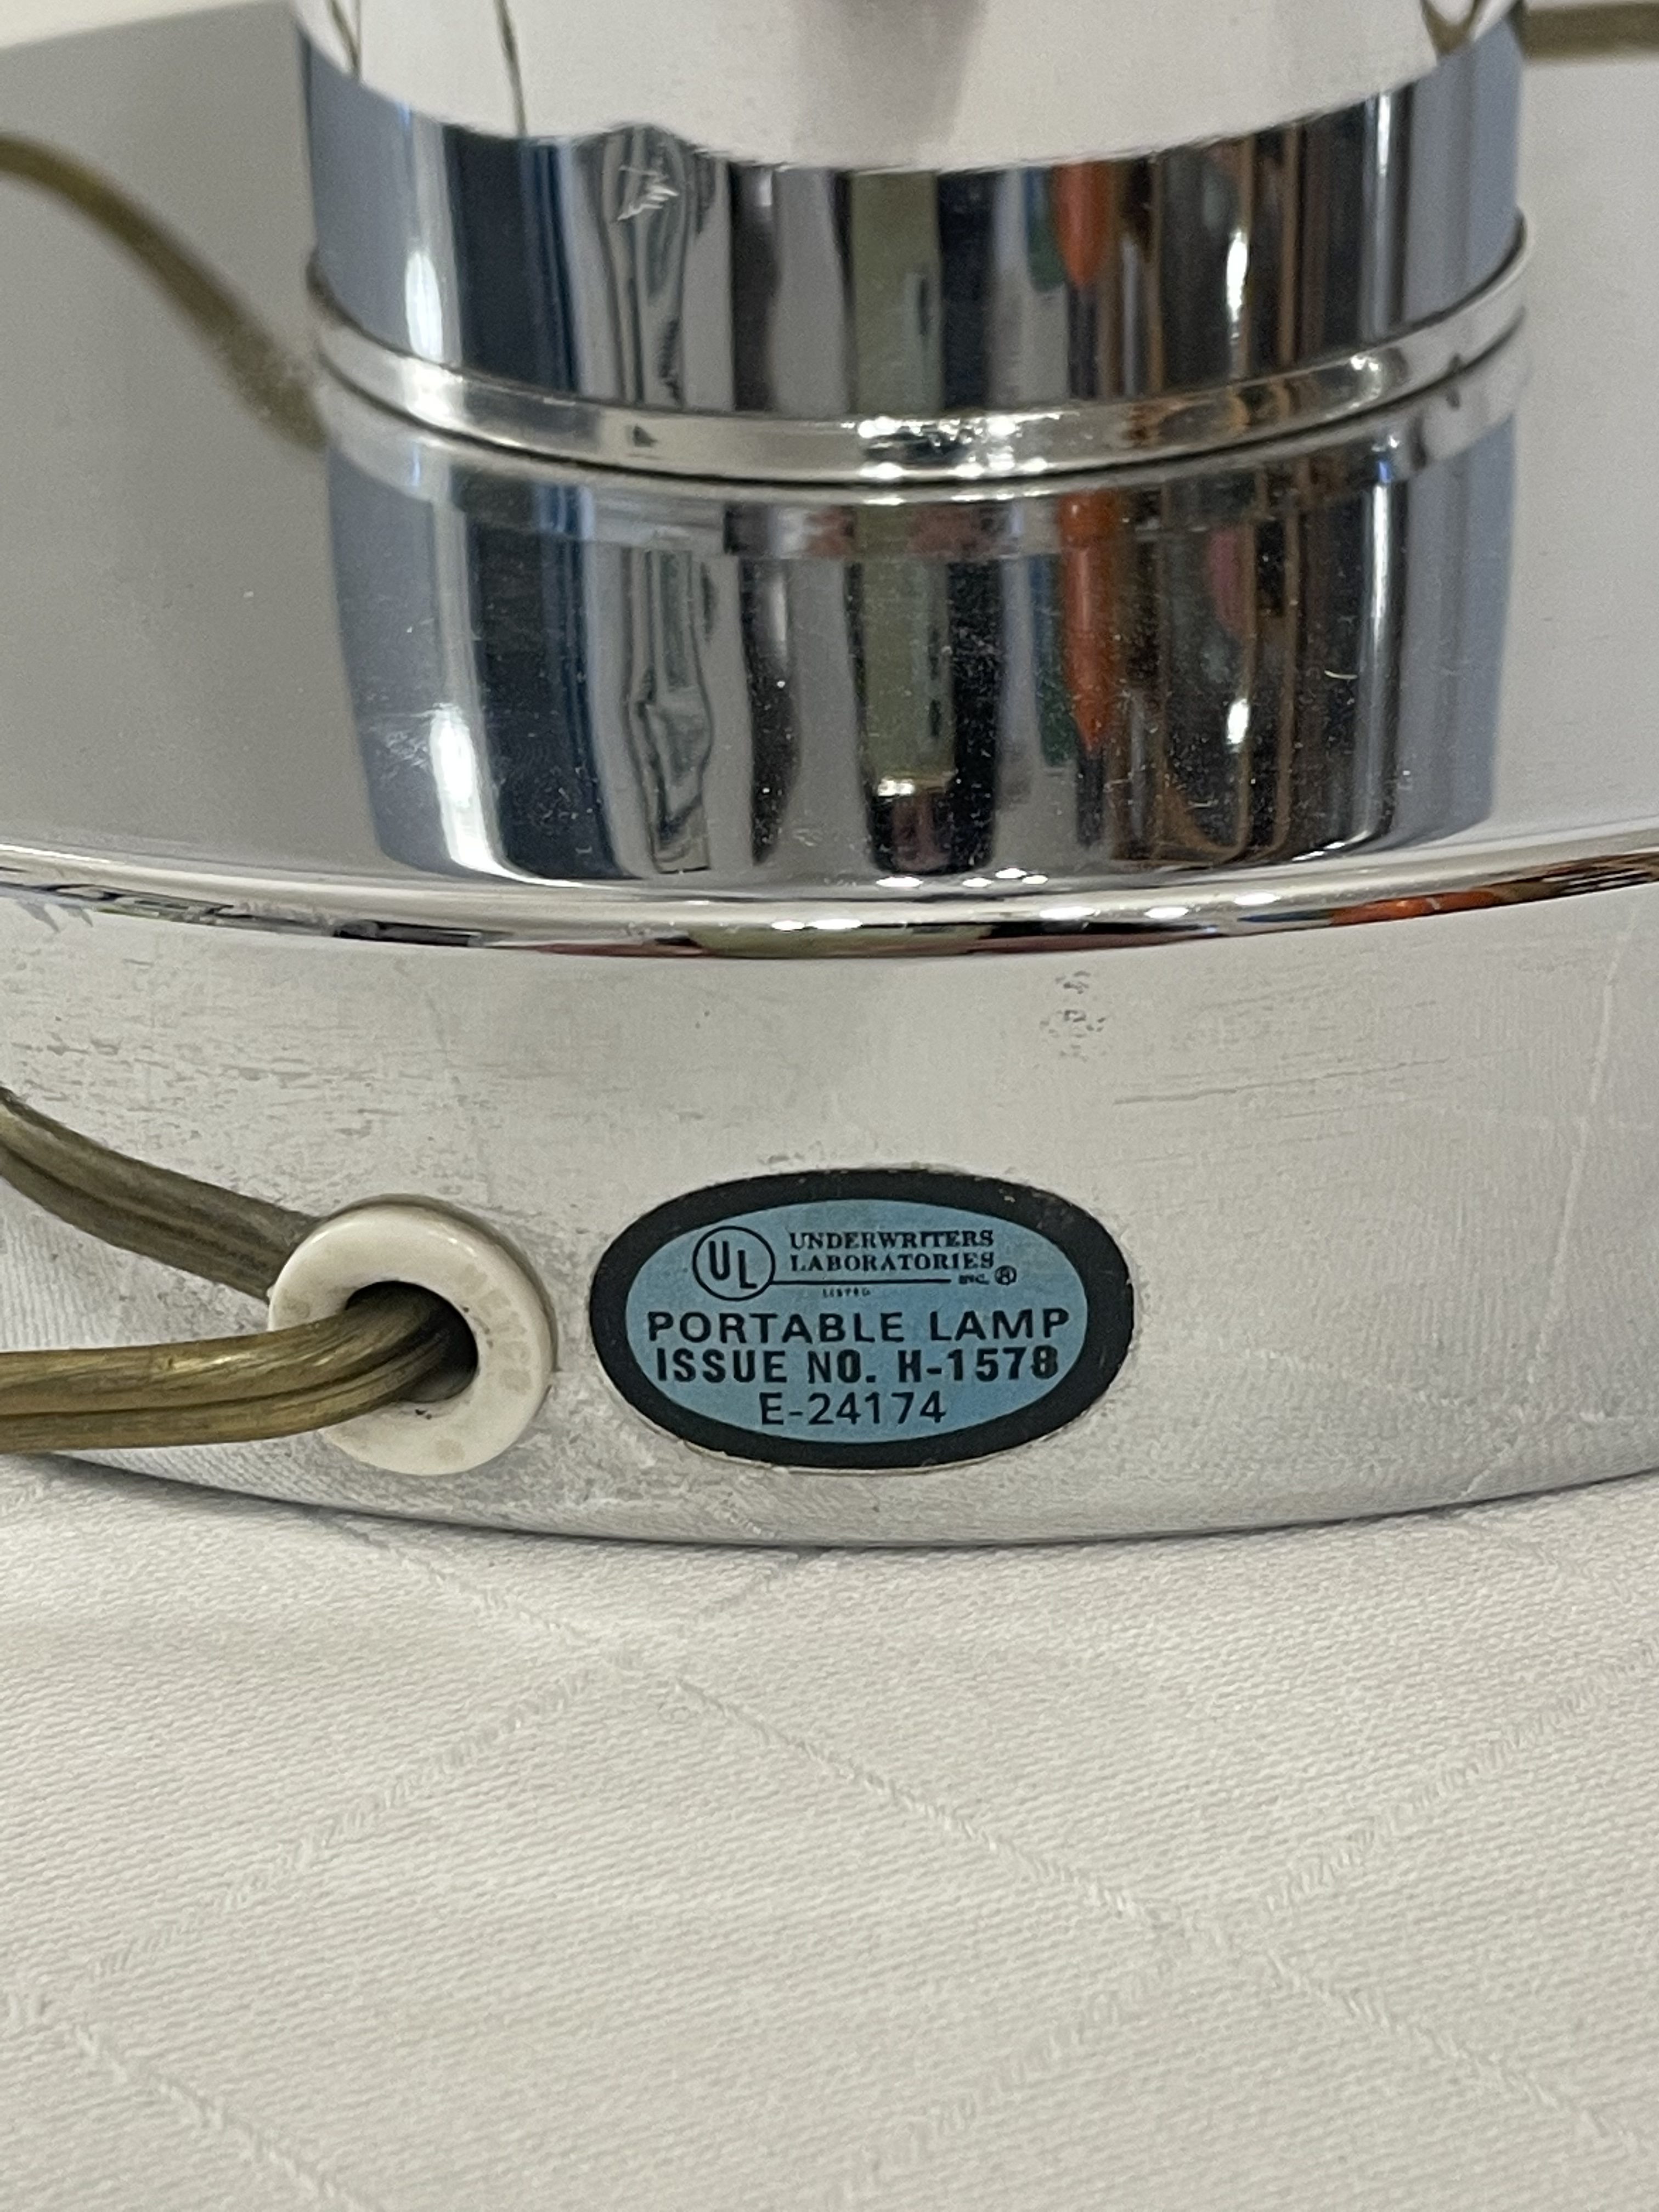 UL
UNDERWRITERS
LABORATORIES
INC. ®
LISTED
PORTABLE LAMP
ISSUE NO. H-1578
E-24174